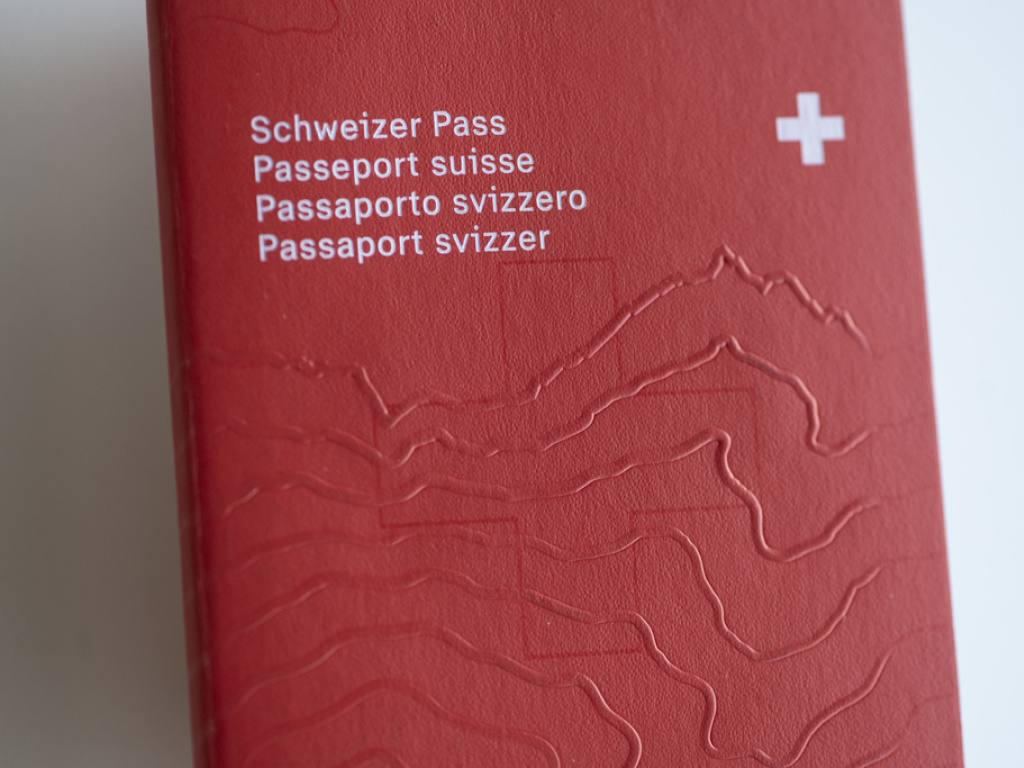 Schweizer Pass
Passeport suisse
Passaporto svizzero
Passaport svizzer